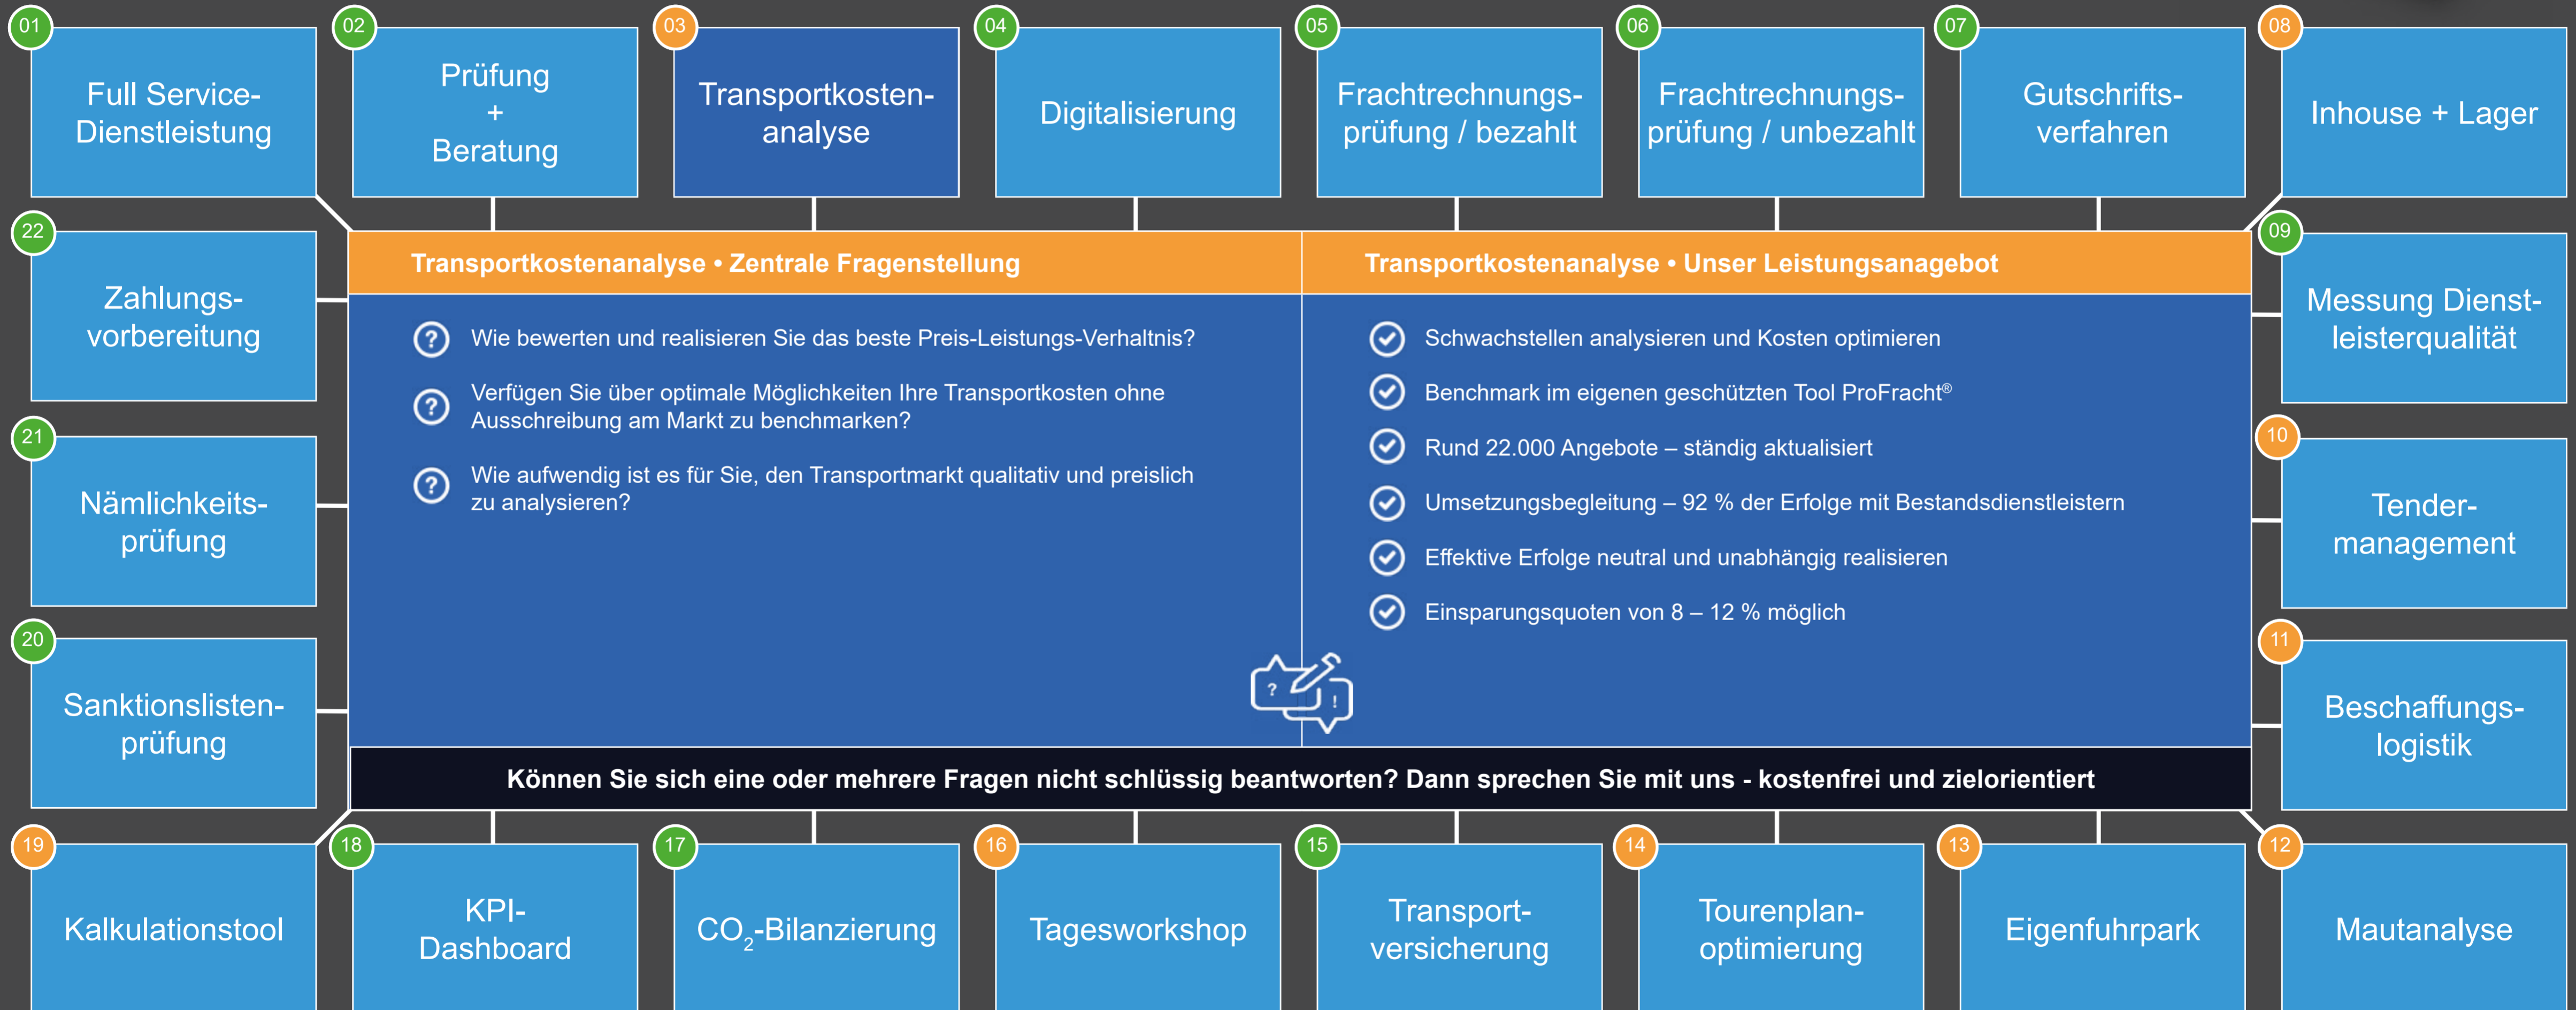 01
Full Service-
Dienstleistung
02
Prüfung
+
Beratung
03
Transportkosten-
analyse
04
Digitalisierung
05
Frachtrechnungs-
prüfung / bezahlt
06
Frachtrechnungs-
prüfung / unbezahlt
07
Gutschrifts-
verfahren
08
Inhouse + Lager
22
Zahlungs-
vorbereitung
21
Nämlichkeits-
prüfung
20
Sanktionslisten-
prüfung
Transportkostenanalyse • Zentrale Fragenstellung
? Wie bewerten und realisieren Sie das beste Preis-Leistungs-Verhaltnis?
? Verfügen Sie über optimale Möglichkeiten Ihre Transportkosten ohne
Ausschreibung am Markt zu benchmarken?
? Wie aufwendig ist es für Sie, den Transportmarkt qualitativ und preislich
zu analysieren?
Transportkostenanalyse • Unser Leistungsanagebot
Schwachstellen analysieren und Kosten optimieren
Benchmark im eigenen geschützten Tool ProFracht®
Rund 22.000 Angebote – ständig aktualisiert
Umsetzungsbegleitung – 92 % der Erfolge mit Bestandsdienstleistern
Effektive Erfolge neutral und unabhängig realisieren
Einsparungsquoten von 8 – 12 % möglich
? !
Können Sie sich eine oder mehrere Fragen nicht schlüssig beantworten? Dann sprechen Sie mit uns - kostenfrei und zielorientiert
09
Messung Dienst-
leisterqualität
10
Tender-
management
11
Beschaffungs-
logistik
19
Kalkulationstool
18
KPI-
Dashboard
17
CO₂-Bilanzierung
16
Tagesworkshop
15
Transport-
versicherung
14
Tourenplan-
optimierung
13
Eigenfuhrpark
12
Mautanalyse